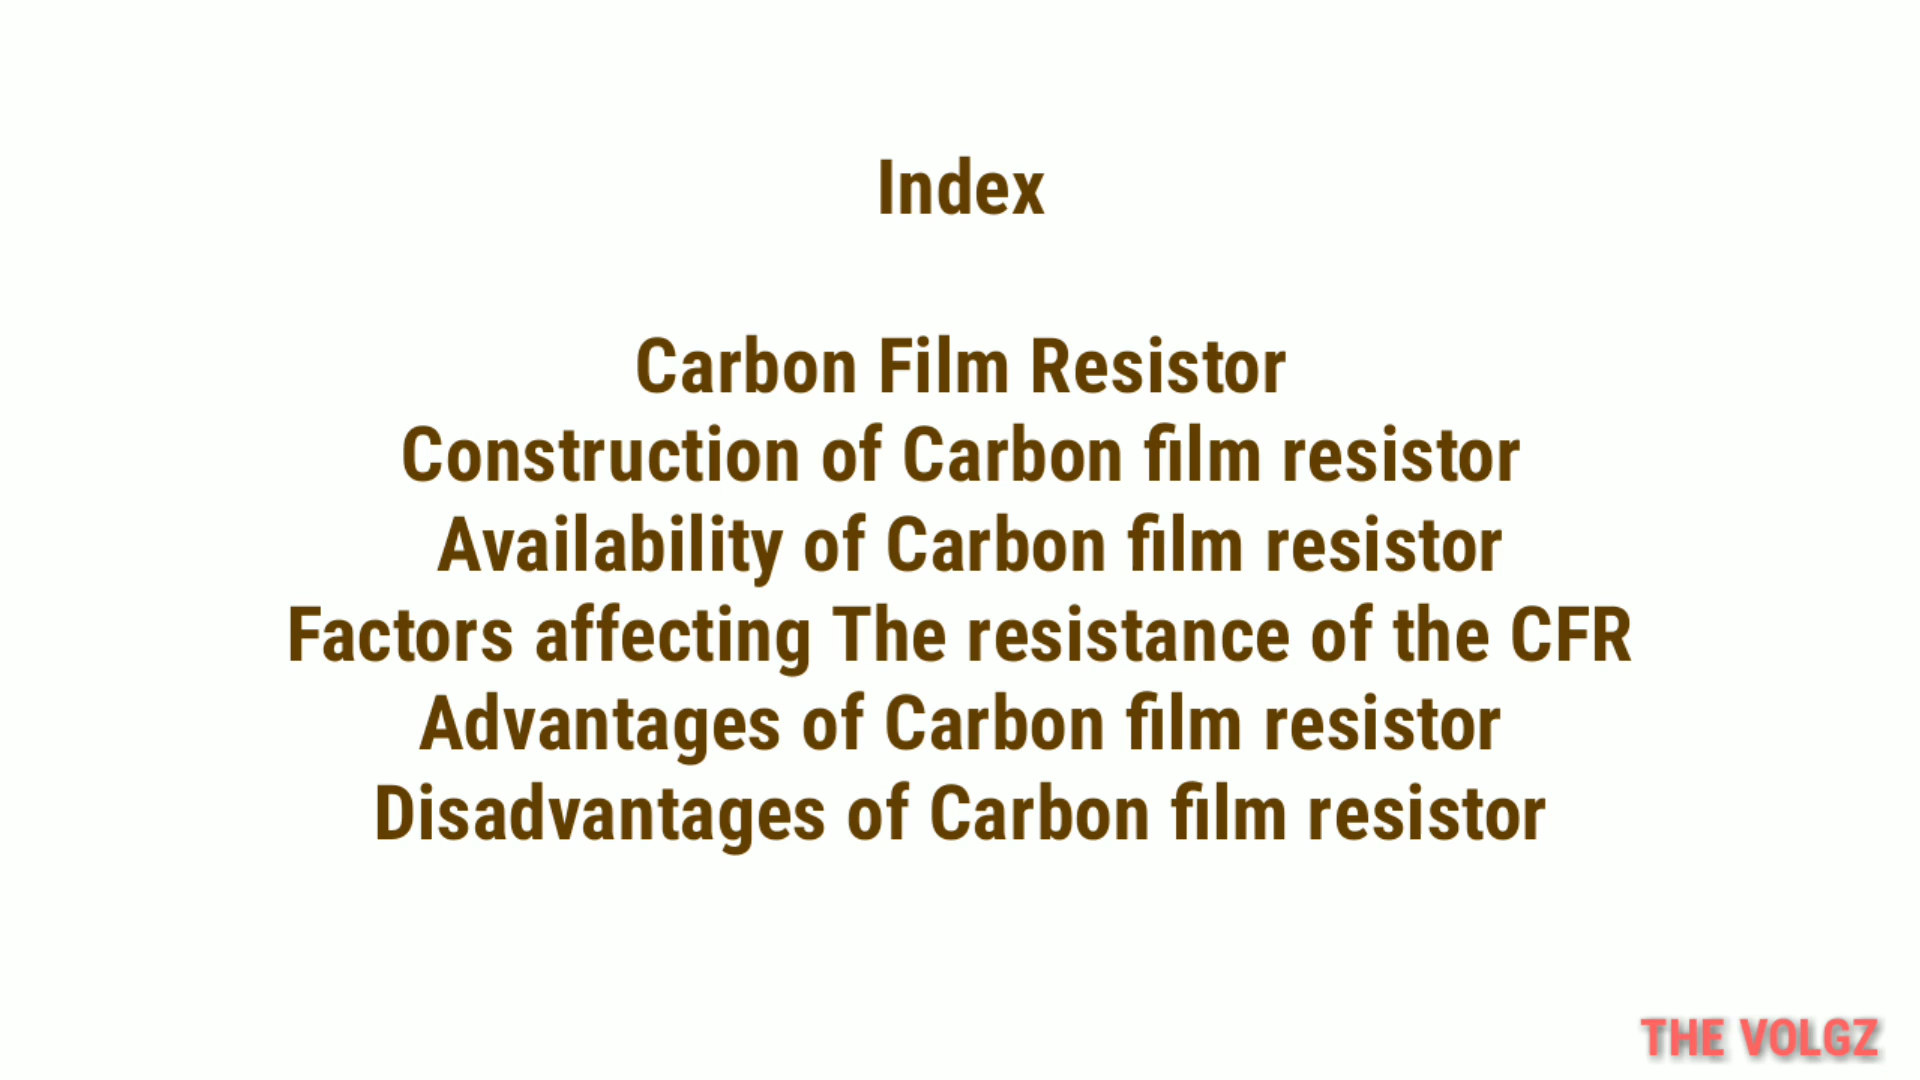 Index
Carbon Film Resistor
Construction of Carbon film resistor
Availability of Carbon film resistor
Factors affecting The resistance of the CFR
Advantages of Carbon film resistor
Disadvantages of Carbon film resistor
THE VOLGZ